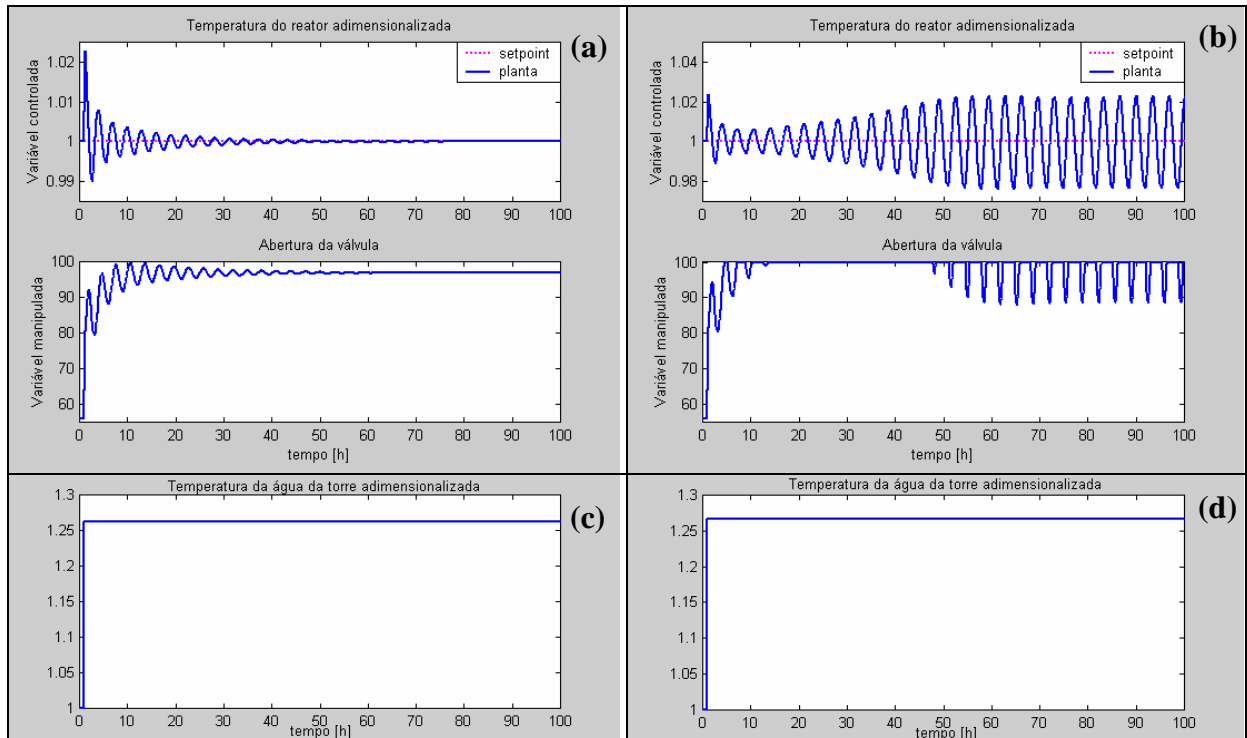 Temperatura do reator adimensionalizada
(a)
setpoint
planta
Variável controlada
1.02
1.01
1
0.99
0 10 20 30 40 50 60 70 80 90 100
Abertura da válvula
Variável manipulada
100
90
80
70
60
0 10 20 30 40 50 60 70 80 90 100
tempo [h]
Temperatura do reator adimensionalizada
(b)
setpoint
planta
Variável controlada
1.04
1.02
1
0.98
0 10 20 30 40 50 60 70 80 90 100
Abertura da válvula
Variável manipulada
100
90
80
70
60
0 10 20 30 40 50 60 70 80 90 100
tempo [h]
Temperatura da água da torre adimensionalizada
(c)
1.3
1.25
1.2
1.15
1.1
1.05
1
0 10 20 30 40 50 60 70 80 90 100
tempo [h]
Temperatura da água da torre adimensionalizada
(d)
1.3
1.25
1.2
1.15
1.1
1.05
1
0 10 20 30 40 50 60 70 80 90 100
tempo [h]